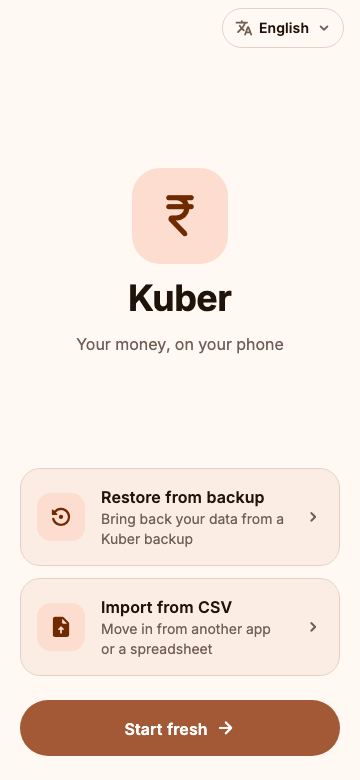 English
₹
Kuber
Your money, on your phone
Restore from backup
Bring back your data from a
Kuber backup
Import from CSV
Move in from another app
or a spreadsheet
Start fresh